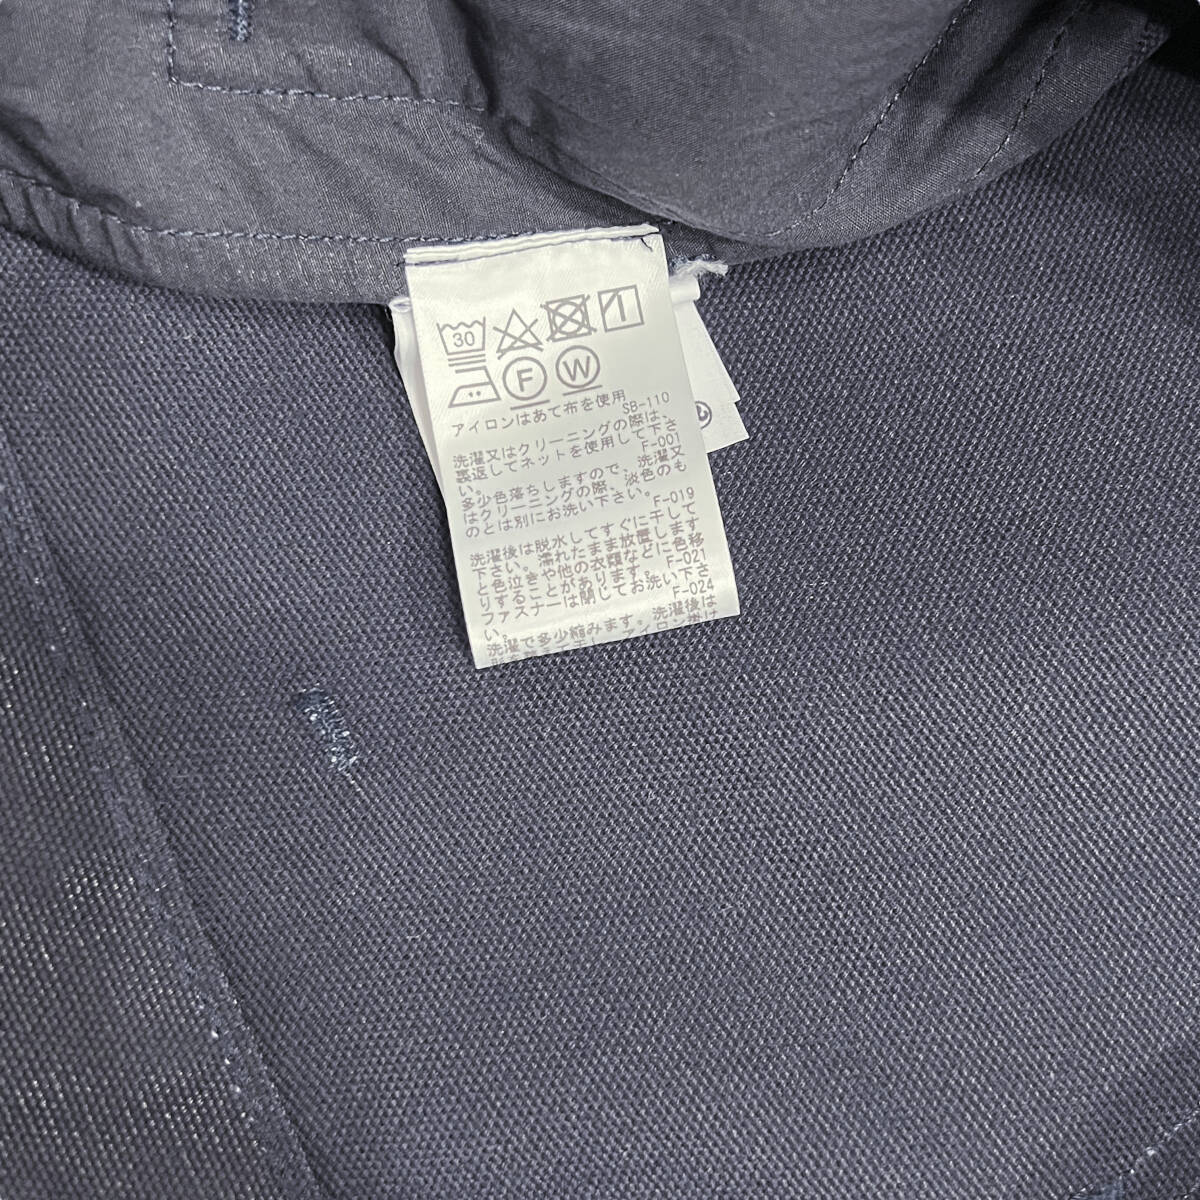 30
F W
アイロンはあて布を使用
SB-110
洗濯又はクリーニングの際は、
裏返してネットを使用して下さ
い。
F-001
多少色落ちしますので、洗濯又
はクリーニングの際、淡色のも
のとは別にお洗い下さい。
F-019
洗濯後は脱水してすぐに干して
下さい。濡れたまま放置します
と色泣きや他の衣類などに色移
りすることがあります。
F-021
ファスナーは閉じてお洗い下さ
い。
F-024
洗濯で多少縮みます。洗濯後は